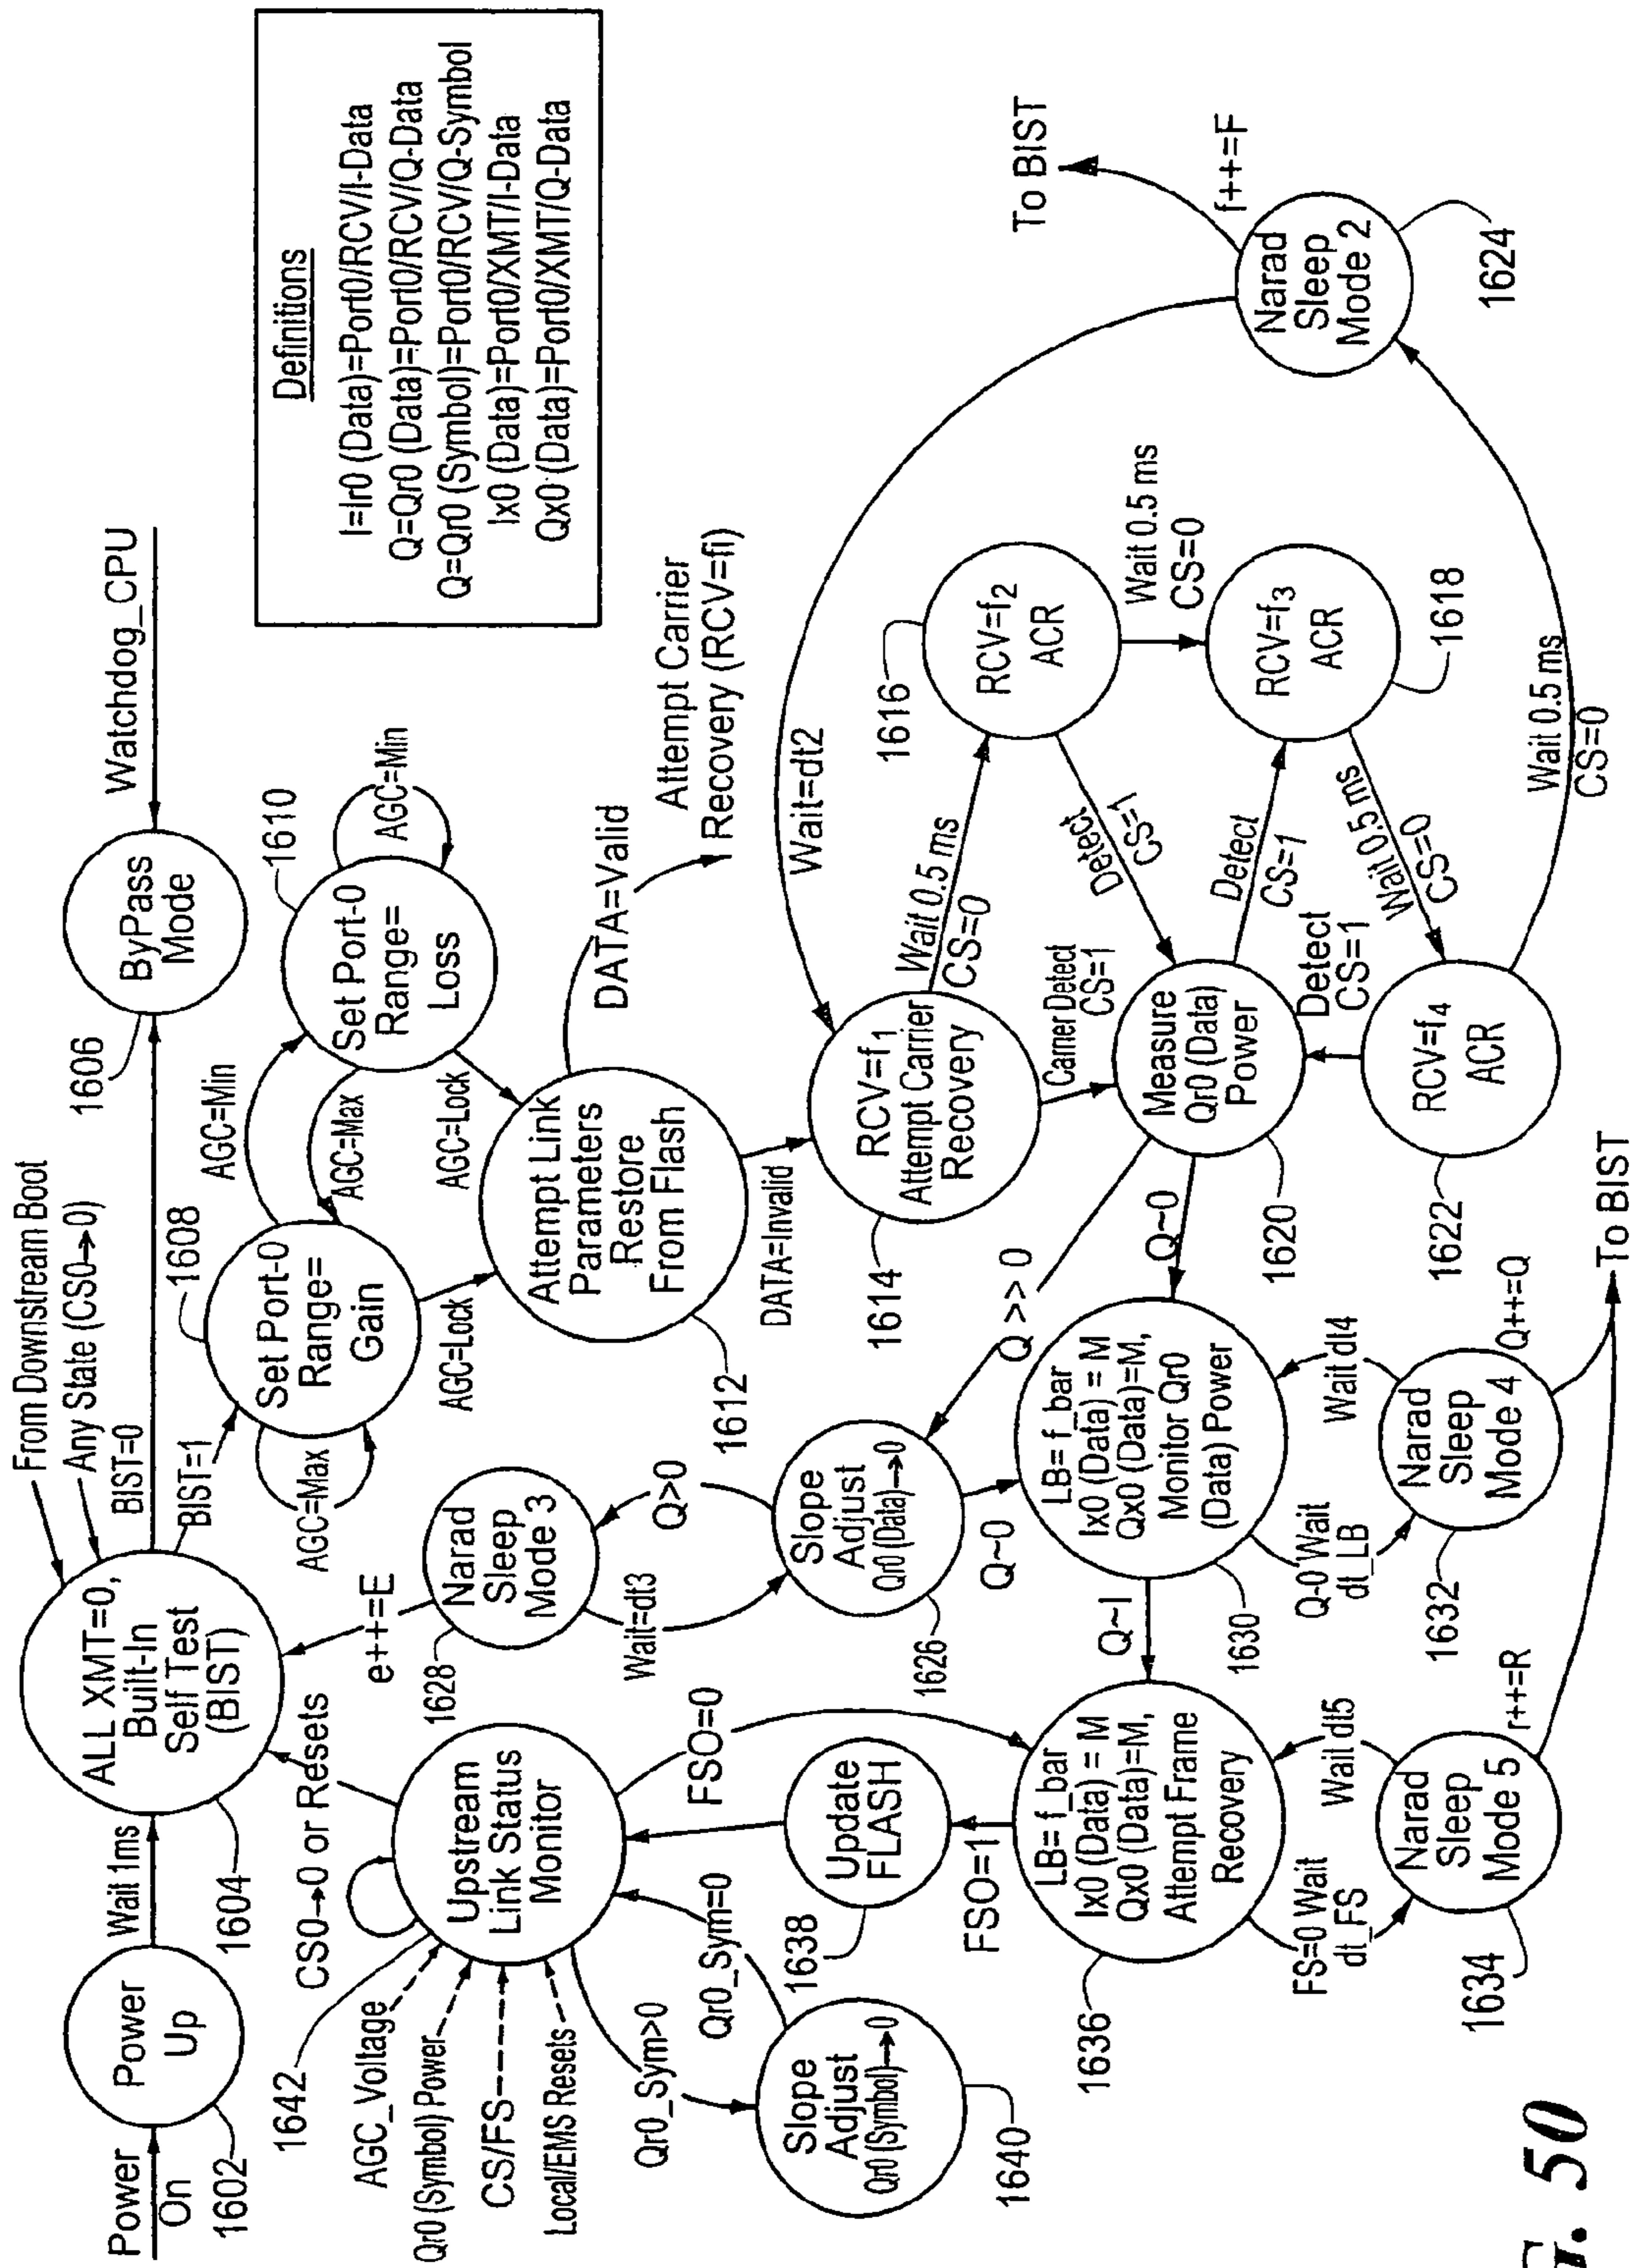 Power
On
1602
Power
Up
Wait 1ms
1604
From Downstream Boot
Any State (CS0→0)
ALL XMT=0,
Built-In
Self Test
(BIST)
BIST=0
BIST=1
1606
ByPass
Mode
Watchdog_CPU
1608
Set Port-0
Range=
Gain
AGC=Max
AGC=Min
AGC=Max
1610
Set Port-0
Range=
Loss
AGC=Min
AGC=Lock
AGC=Lock
Attempt Link
Parameters
Restore
From Flash
1612
DATA=Valid
Attempt Carrier
Recovery (RCV=fi)
DATA=Invalid
Definitions
I=Ir0 (Data)=Port0/RCV/I-Data
Q=Qr0 (Data)=Port0/RCV/Q-Data
Q=Qr0 (Symbol)=Port0/RCV/Q-Symbol
Ix0 (Data)=Port0/XMT/I-Data
Qx0 (Data)=Port0/XMT/Q-Data
CS0→0 or Resets
1642
AGC_Voltage
Qr0 (Symbol) Power
CS/FS
Local/EMS Resets
Upstream
Link Status
Monitor
e++=E
1628
Narad
Sleep
Mode 3
Wait=dt3
Q>0
FSO=0
Qr0_Sym>0
Qr0_Sym=0
Slope
Adjust
Qr0 (Symbol)→0
1640
1638
Update
FLASH
FSO=1
1626
Slope
Adjust
Qr0 (Data)→0
Q~0
Q >> 0
1614
RCV=f1
Attempt Carrier
Recovery
Wait=dt2
Wait 0.5 ms
CS=0
Carrier Detect
CS=1
1616
RCV=f2
ACR
Wait 0.5 ms
CS=0
Detect
CS=1
RCV=f3
ACR
1618
Detect
CS=1
Wait 0.5 ms
CS=0
Measure
Qr0 (Data)
Power
1620
Q~0
Detect
CS=1
RCV=f4
ACR
1622
Wait 0.5 ms
CS=0
Narad
Sleep
Mode 2
1624
To BIST
f++=F
1636
LB= f_bar
Ix0 (Data) = M
Qx0 (Data)=M,
Attempt Frame
Recovery
Q~I
1630
LB= f_bar
Ix0 (Data) = M
Qx0 (Data)=M,
Monitor Qr0
(Data) Power
FS=0 Wait
dt_FS
Wait dt5
1634
Narad
Sleep
Mode 5
r++=R
Q-0 Wait
dt_LB
Wait dt4
1632
Narad
Sleep
Mode 4
Q++=Q
To BIST
G. 50